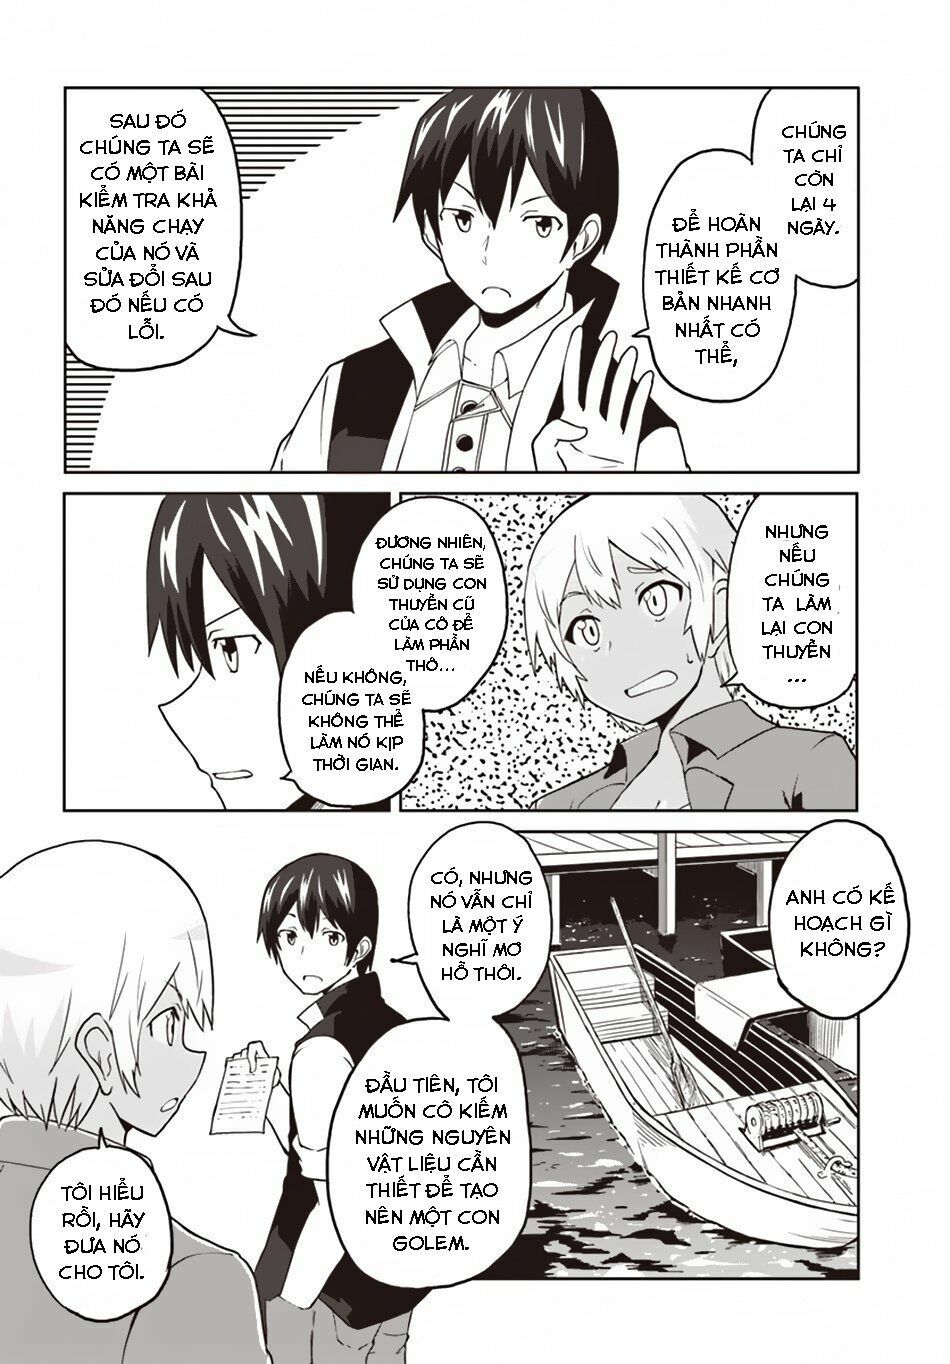 CHÚNG
TA CHỈ
CÒN
LẠI 4
NGÀY.
ĐỂ HOÀN
THÀNH PHẦN
THIẾT KẾ CƠ
BẢN NHANH
NHẤT CÓ
THỂ,
SAU ĐÓ
CHÚNG TA SẼ
CÓ MỘT BÀI
KIỂM TRA KHẢ
NĂNG CHẠY
CỦA NÓ VÀ
SỬA ĐỔI SAU
ĐÓ NẾU CÓ
LỖI.
NHƯNG
NẾU
CHÚNG
TA LÀM
LẠI CON
THUYỀN
...
ĐƯƠNG NHIÊN,
CHÚNG TA SẼ
SỬ DỤNG CON
THUYỀN CŨ
CỦA CÔ ĐỂ
LÀM PHẦN
THÔ...
NẾU KHÔNG,
CHÚNG TA SẼ
KHÔNG THỂ
LÀM NÓ KỊP
THỜI GIAN.
ANH CÓ KẾ
HOẠCH GÌ
KHÔNG?
CÓ, NHƯNG
NÓ VẪN CHỈ
LÀ MỘT Ý
NGHĨ MƠ
HỒ THÔI.
ĐẦU TIÊN, TÔI
MUỐN CÔ KIẾM
NHỮNG NGUYÊN
VẬT LIỆU CẦN
THIẾT ĐỂ TẠO
NÊN MỘT CON
GOLEM.
TÔI HIỂU
RỒI, HÃY
ĐƯA NÓ
CHO TÔI.